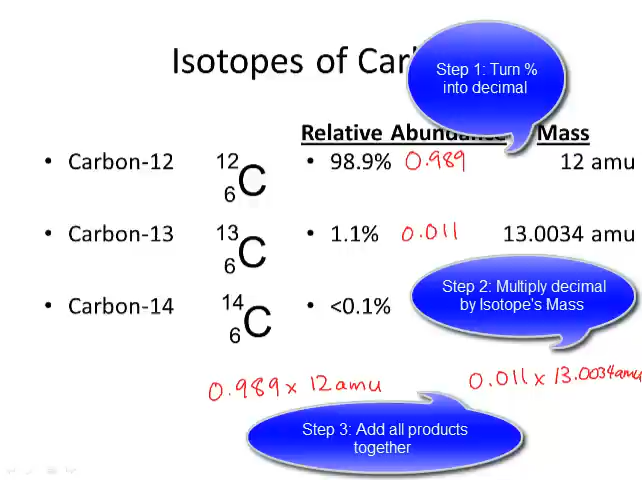 Isotopes of Car
Step 1: Turn %
into decimal
Relative Abundance Mass
• Carbon-12 12 6 C • 98.9% 0.989 12 amu
• Carbon-13 13 6 C • 1.1% 0.011 13.0034 amu
• Carbon-14 14 6 C • <0.1%
Step 2: Multiply decimal
by Isotope's Mass
0.989 x 12 amu 0.011 x 13.0034 amu
Step 3: Add all products
together